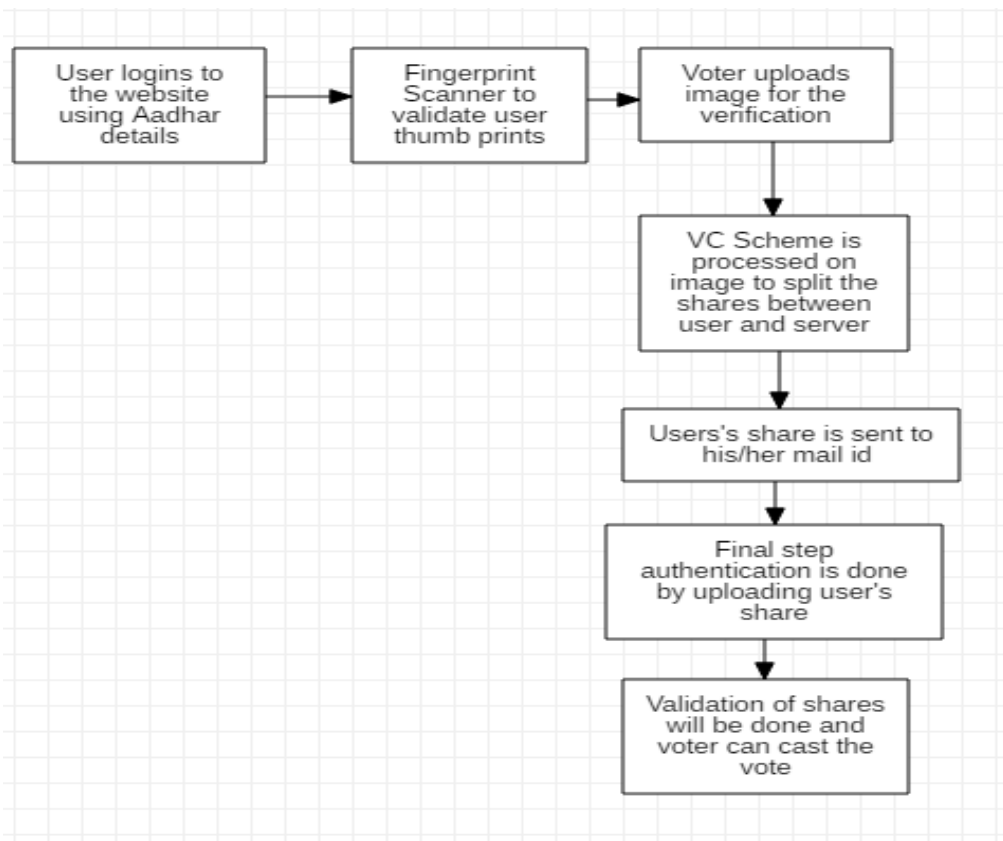 User logins to
the website
using Aadhar
details
Fingerprint
Scanner to
validate user
thumb prints
Voter uploads
image for the
verification
VC Scheme is
processed on
image to split the
shares between
user and server
Users's share is sent to
his/her mail id
Final step
authentication is done
by uploading user's
share
Validation of shares
will be done and
voter can cast the
vote